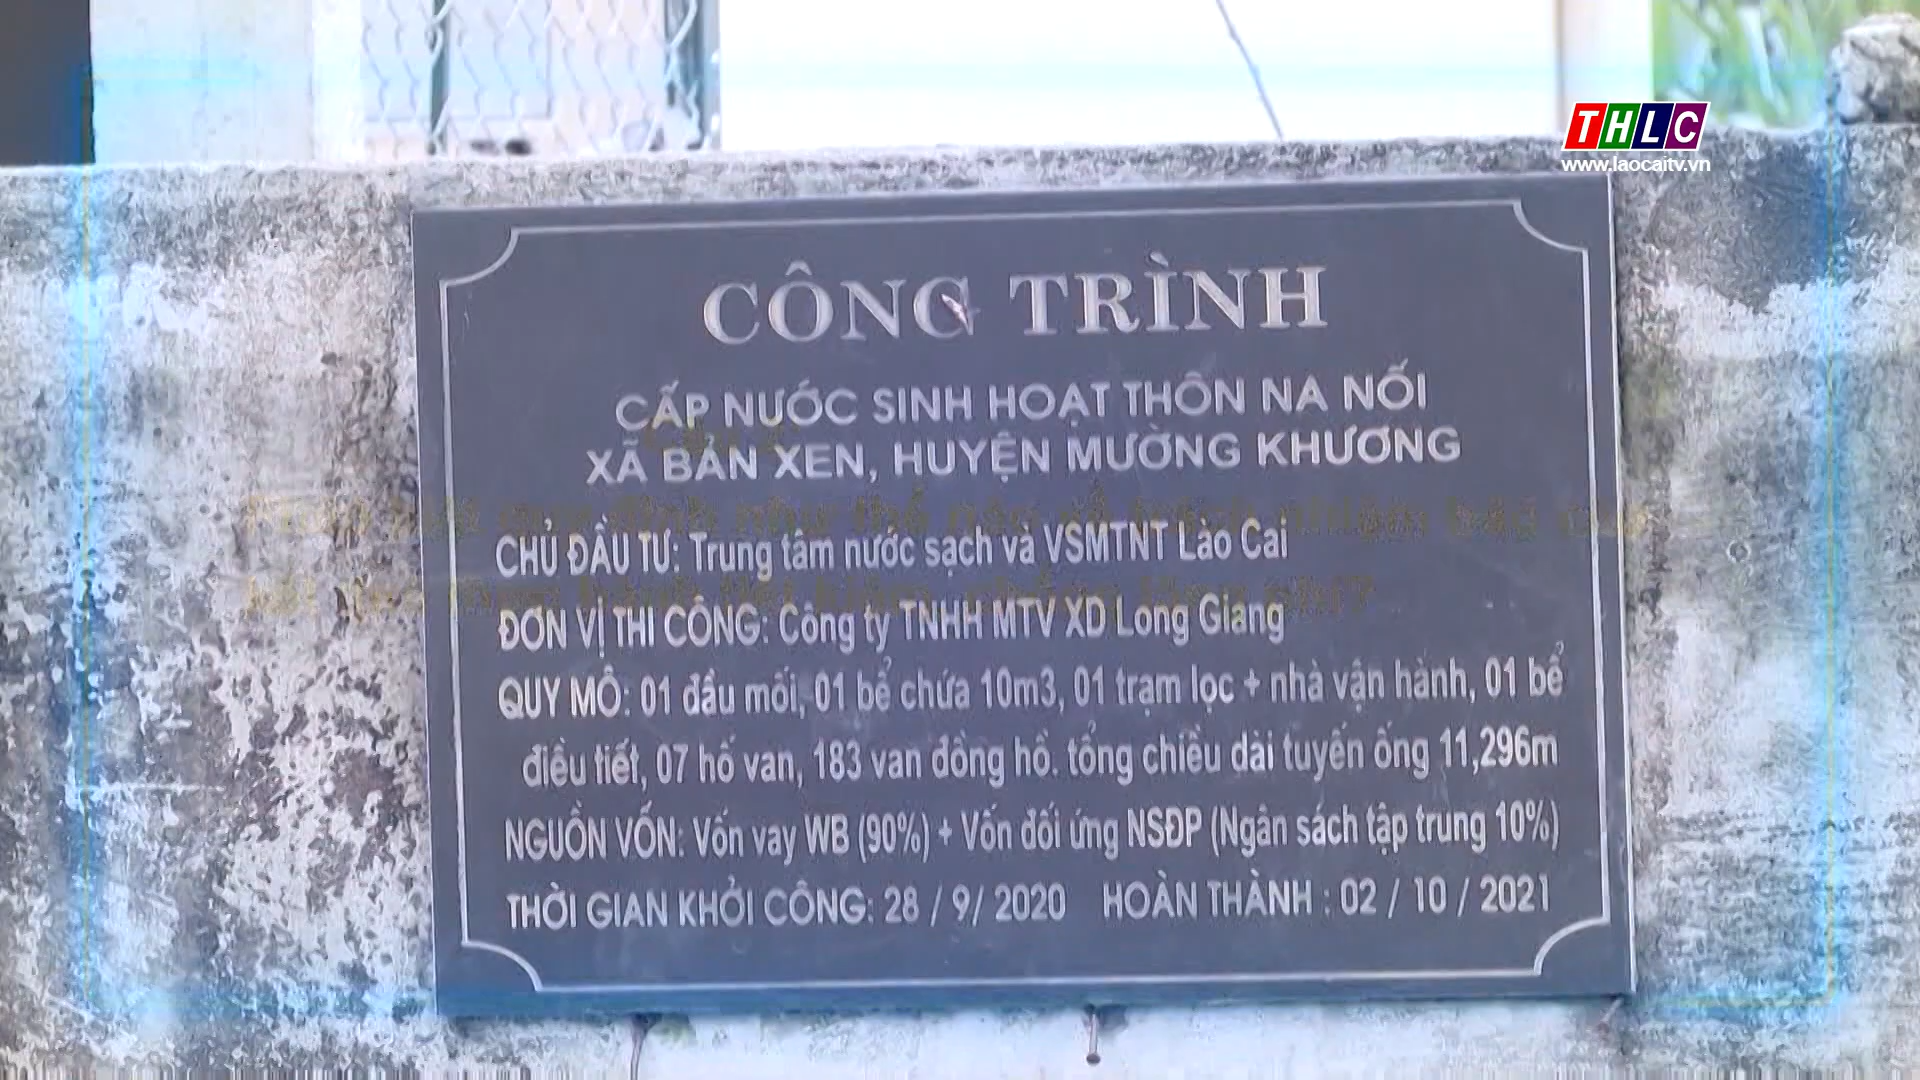 THLC
www.laocaitv.vn
CÔNG TRÌNH
CẤP NƯỚC SINH HOẠT THÔN NA NỐI
XÃ BẢN XEN, HUYỆN MƯỜNG KHƯƠNG
CHỦ ĐẦU TƯ: Trung tâm nước sạch và VSMTNT Lào Cai
ĐƠN VỊ THI CÔNG: Công ty TNHH MTV XD Long Giang
QUY MÔ: 01 đầu mối, 01 bể chứa 10m3, 01 trạm lọc + nhà vận hành, 01 bể
điều tiết, 07 hố van, 183 van đồng hồ. tổng chiều dài tuyến ống 11,296m
NGUỒN VỐN: Vốn vay WB (90%) + Vốn đối ứng NSĐP (Ngân sách tập trung 10%)
THỜI GIAN KHỞI CÔNG: 28 / 9/ 2020 HOÀN THÀNH : 02 / 10 / 2021